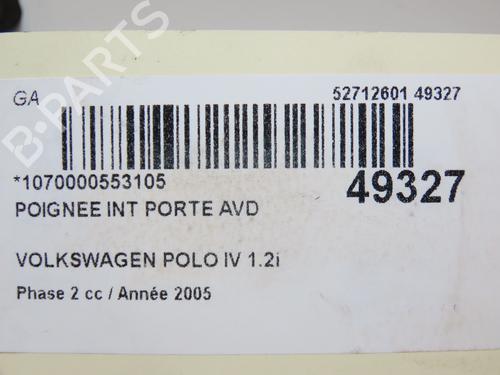 GA
52712601 49327
*1070000553105
49327
POIGNEE INT PORTE AVD
VOLKSWAGEN POLO IV 1.2i
Phase 2 cc / Année 2005
B-PARTS